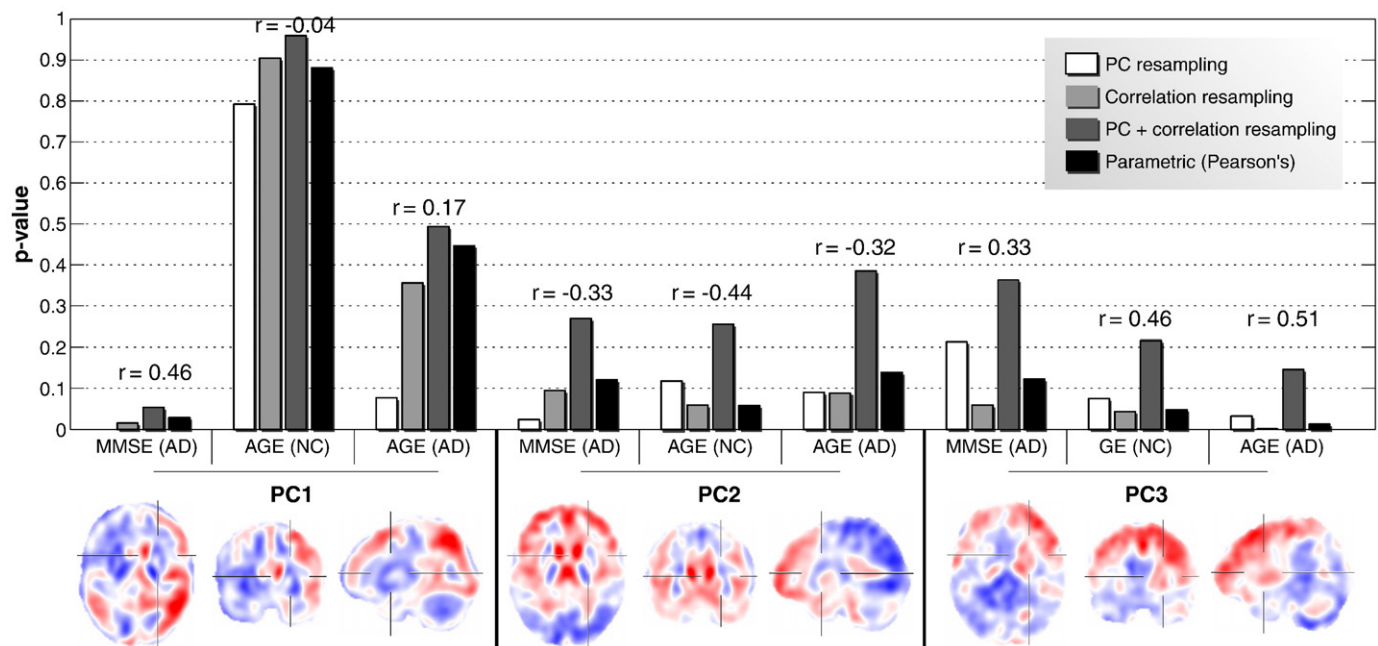 1
r = -0.04
0.9
0.8
0.7
0.6
0.5
0.4
0.3
0.2
0.1
0
p-value
PC resampling
Correlation resampling
PC + correlation resampling
Parametric (Pearson's)
r = 0.46
r = 0.17
r = -0.33
r = -0.44
r = -0.32
r = 0.33
r = 0.46
r = 0.51
MMSE (AD) AGE (NC) AGE (AD) MMSE (AD) AGE (NC) AGE (AD) MMSE (AD) GE (NC) AGE (AD)
PC1 PC2 PC3